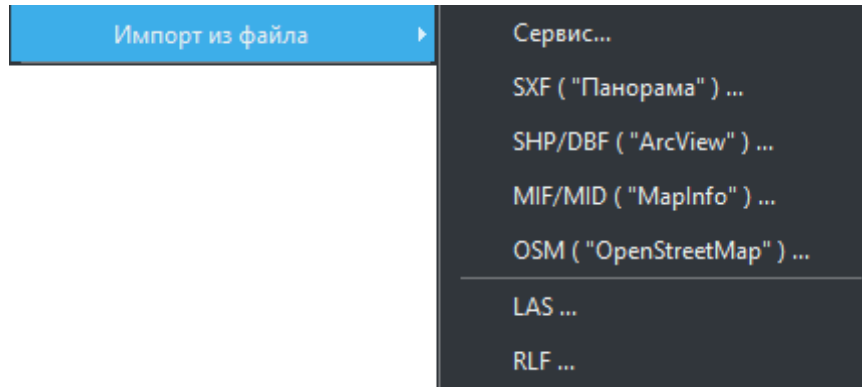 Импорт из файла
Сервис...
SXF ( "Панорама" ) ...
SHP/DBF ( "ArcView" ) ...
MIF/MID ( "MapInfo" ) ...
OSM ( "OpenStreetMap" ) ...
LAS ...
RLF ...